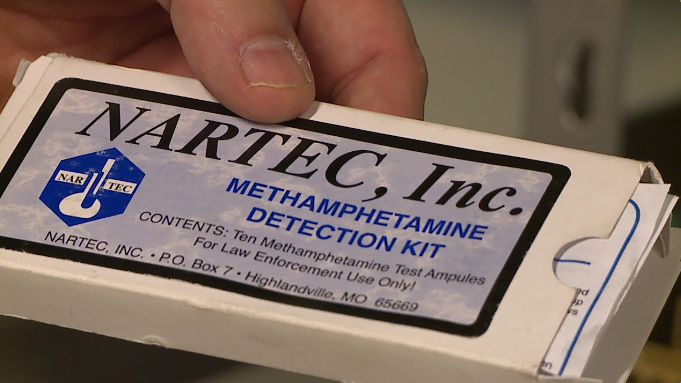 NARTEC, Inc.
NAR TEC
METHAMPHETAMINE
DETECTION KIT
CONTENTS: Ten Methamphetamine Test Ampules
For Law Enforcement Use Only!
NARTEC, INC. • P.O. Box 7 • Highlandville, MO 65669